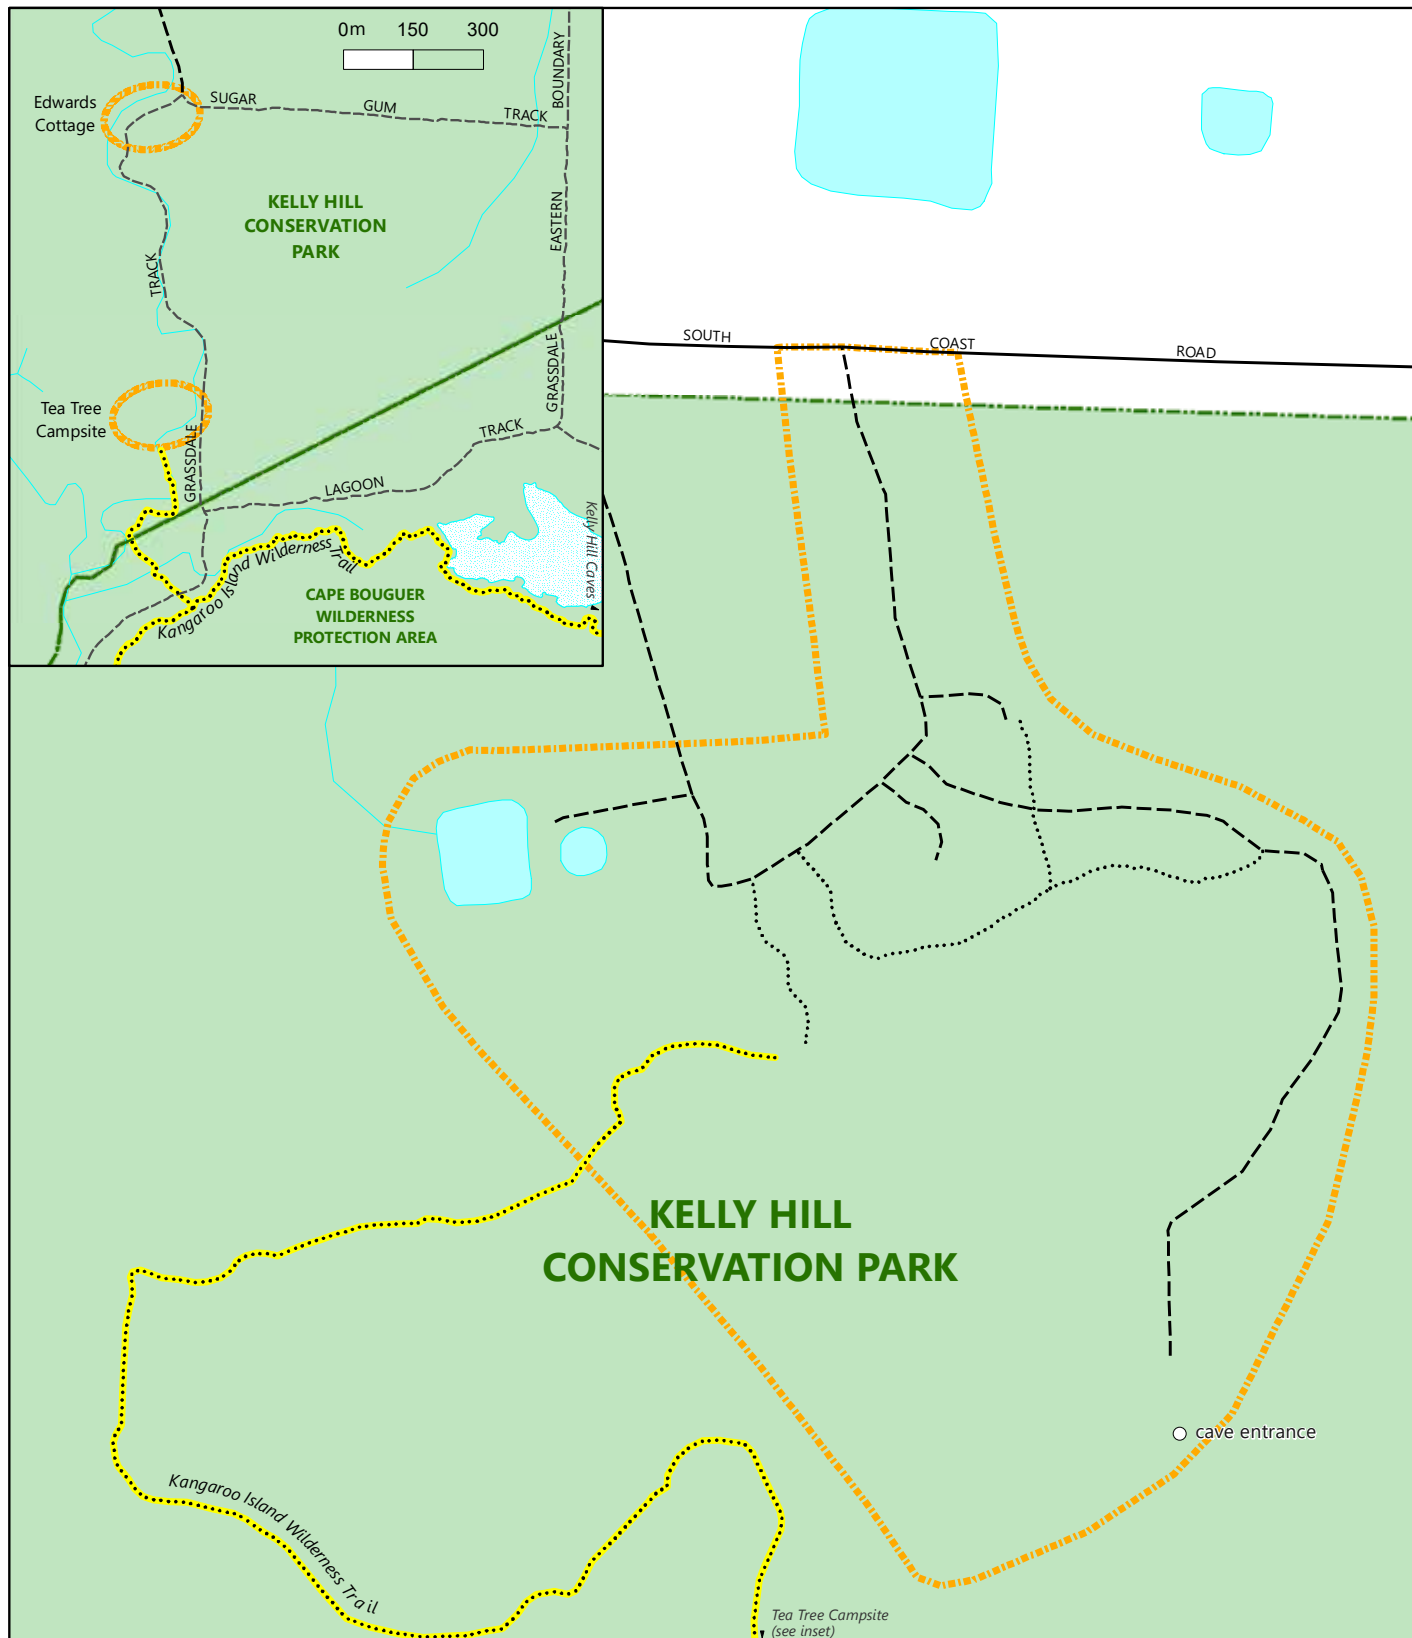 0m 150 300
Edwards
Cottage
SUGAR GUM TRACK
BOUNDARY
EASTERN
GRASSDALE
KELLY HILL
CONSERVATION
PARK
TRACK
GRASSDALE
Tea Tree
Campsite
LAGOON TRACK
Kelly Hill Caves
Kangaroo Island Wilderness Trail
CAPE BOUGUER
WILDERNESS
PROTECTION AREA
SOUTH COAST ROAD
KELLY HILL
CONSERVATION PARK
cave entrance
Kangaroo Island Wilderness Trail
Tea Tree Campsite
(see inset)